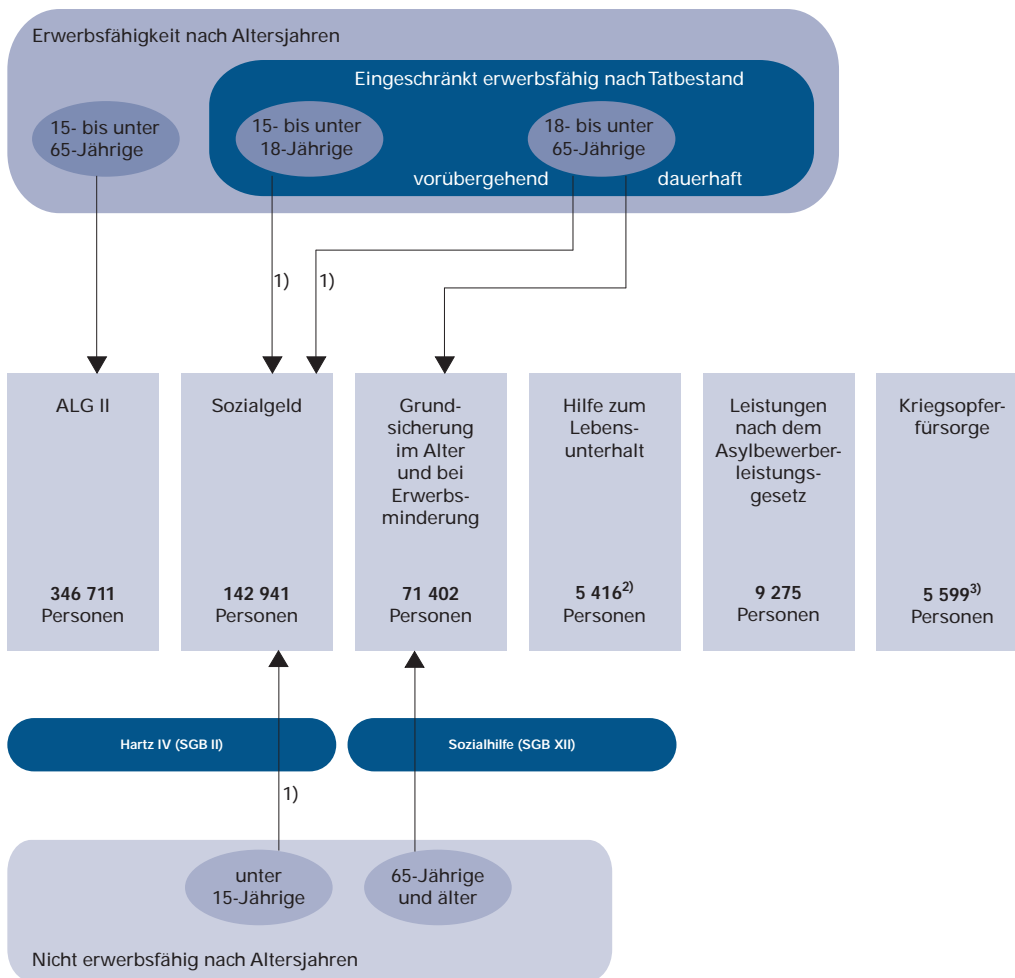 Erwerbsfähigkeit nach Altersjahren
Eingeschränkt erwerbsfähig nach Tatbestand
15- bis unter
65-Jährige
15- bis unter
18-Jährige
18- bis unter
65-Jährige
vorübergehend
dauerhaft
1)
1)
ALG II
346 711
Personen
Sozialgeld
142 941
Personen
Grund-
sicherung
im Alter
und bei
Erwerbs-
minderung
71 402
Personen
Hilfe zum
Lebens-
unterhalt
5 416²⁾
Personen
Leistungen
nach dem
Asylbewerber-
leistungs-
gesetz
9 275
Personen
Kriegsopfer-
fürsorge
5 599³⁾
Personen
Hartz IV (SGB II)
Sozialhilfe (SGB XII)
1)
unter
15-Jährige
65-Jährige
und älter
Nicht erwerbsfähig nach Altersjahren